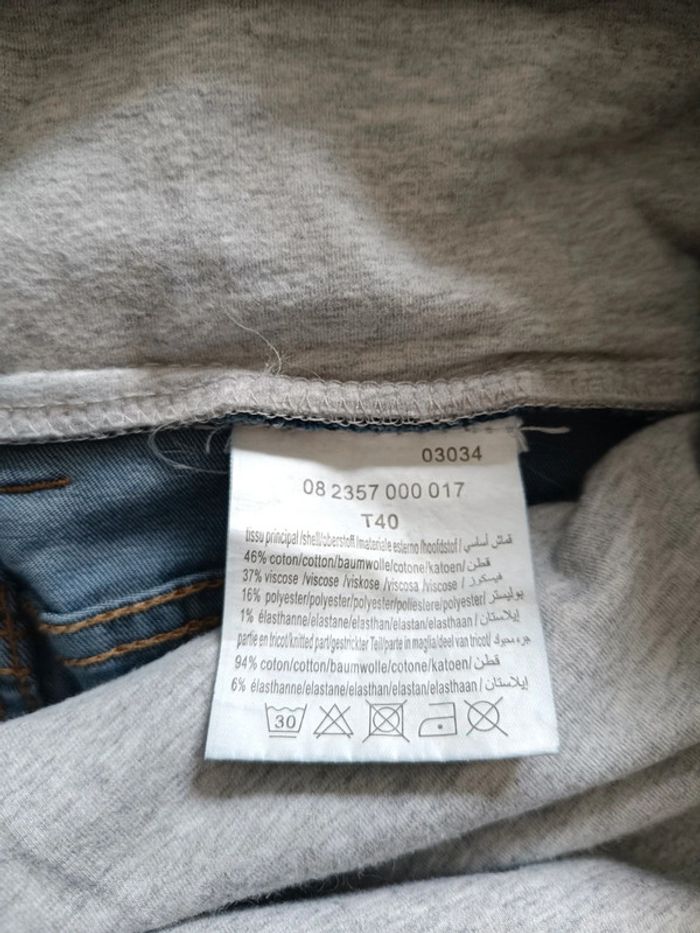 03034
08 2357 000 017
T40
tissu principal/shell/oberstoff/materiale esterno/hoofdstof/ قماش أساسي
46% coton/cotton/baumwolle/cotone/katoen/ قطن
37% viscose /viscose /viskose /viscosa /viscose / فيسكوز
16% polyester/polyester/polyester/poliestere/polyester/ بوليستر
1% élasthanne/elastane/elasthan/elastan/elasthaan / إيلاستان
partie en tricot/knitted part/gestrickter Teil/parte in maglia/deel van tricot/ جزء محبوك
94% coton/cotton/baumwolle/cotone/katoen/ قطن
6% élasthanne/elastane/elasthan/elastan/elasthaan/ إيلاستان
30